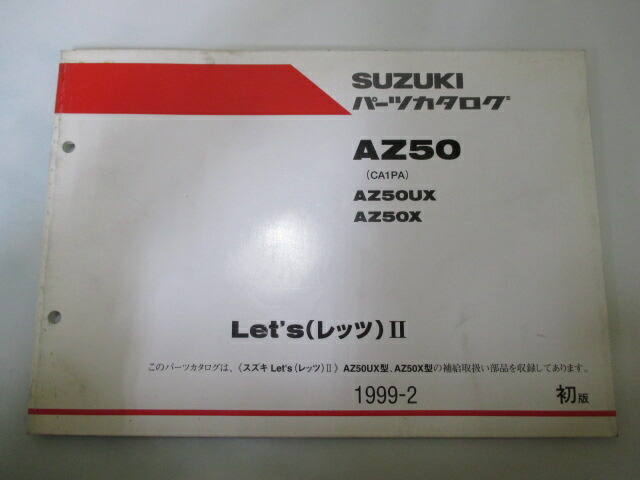 SUZUKI
パーツカタログ
AZ50
(CA1PA)
AZ50UX
AZ50X
Let's(レッツ)Ⅱ
このパーツカタログは、《スズキ Let's(レッツ)Ⅱ》AZ50UX型、AZ50X型の補給取扱い部品を収録してあります。
1999-2
初版